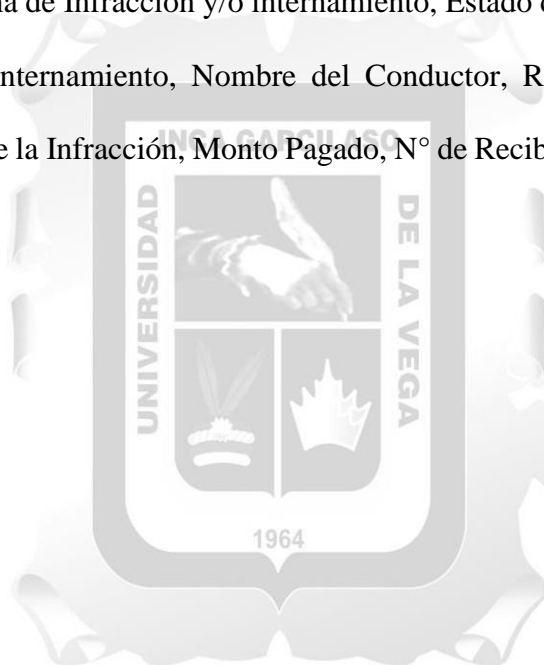 na de Infracción y/o internamiento, Estado d
nternamiento, Nombre del Conductor, R
e la Infracción, Monto Pagado, N° de Recib
INCA GARCILASO
UNIVERSIDAD
DE LA VEGA
1964